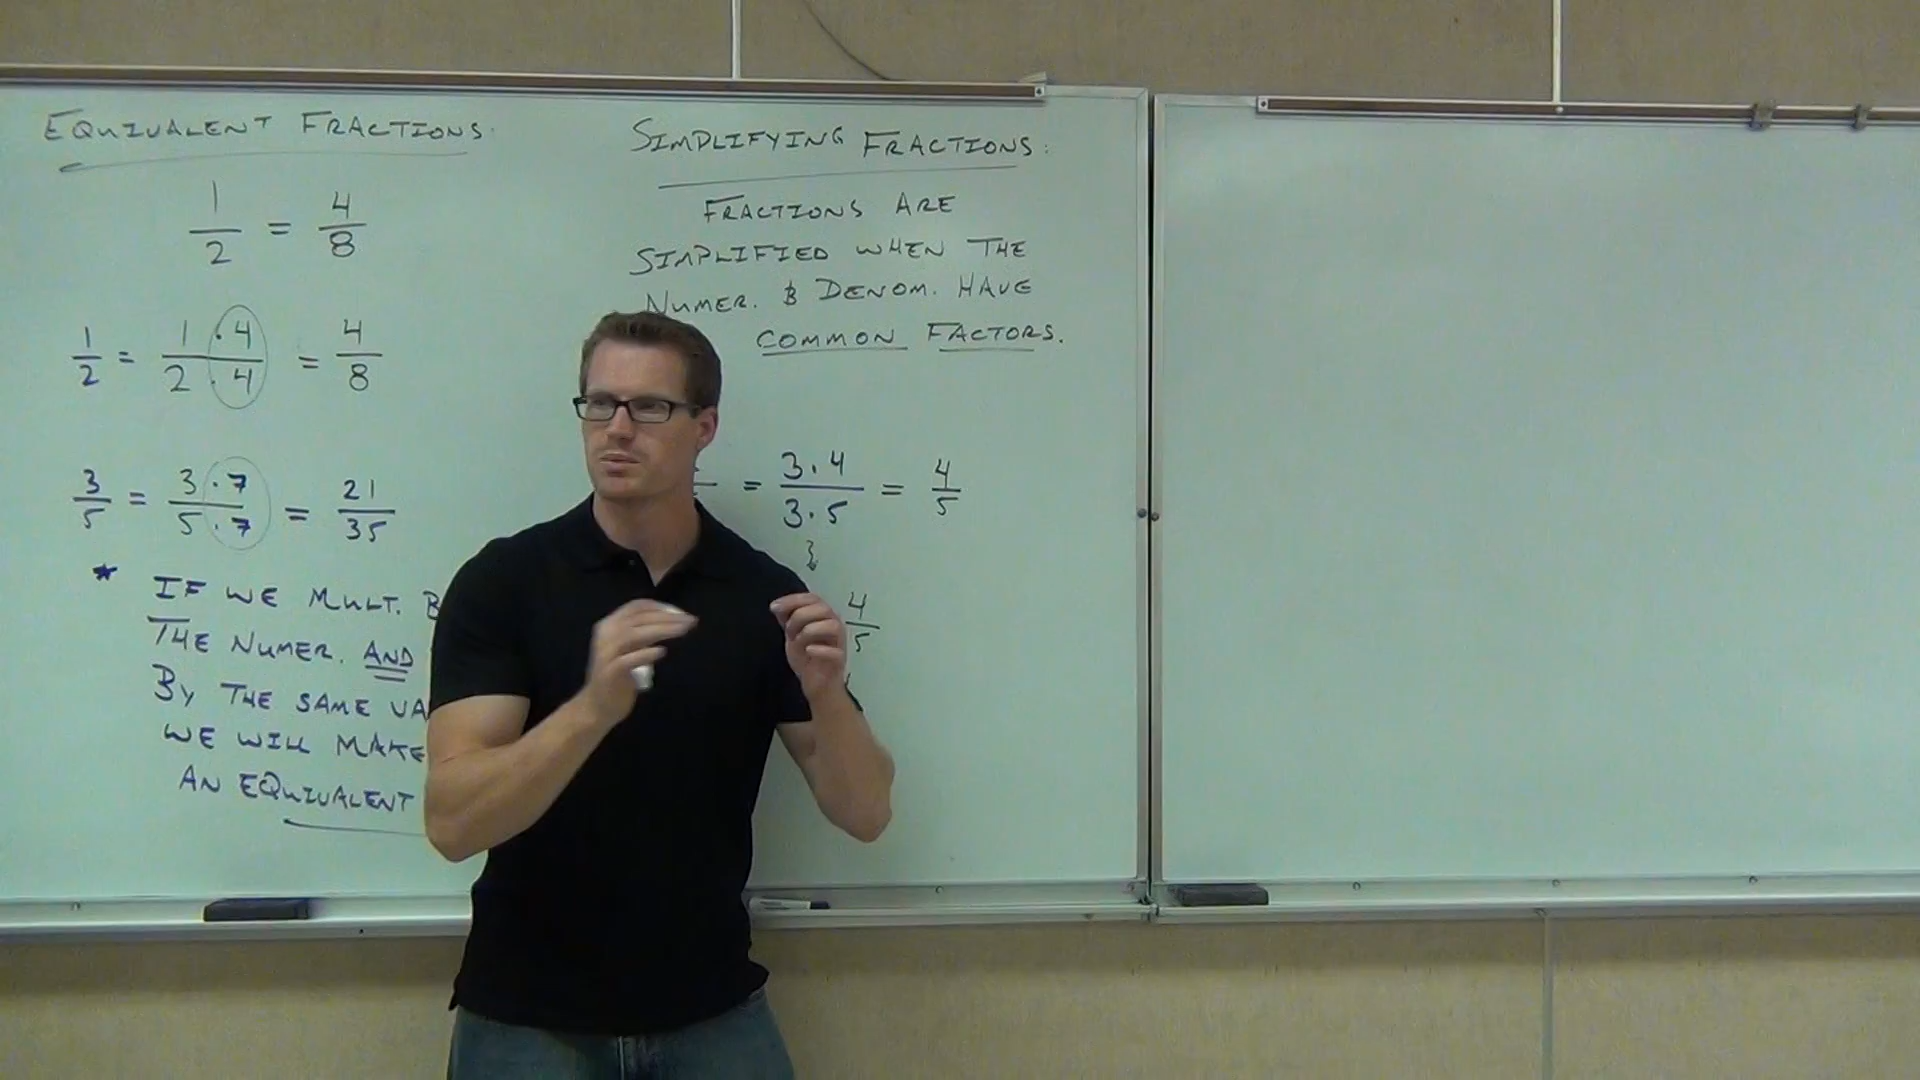 EQUIVALENT FRACTIONS:
1/2 = 4/8
1/2 = 1·4/2·4 = 4/8
3/5 = 3·7/5·7 = 21/35
* IF WE MULT.
THE NUMER. AND
BY THE SAME
WE WILL MAKE
AN EQUIVALENT
SIMPLIFYING FRACTIONS:
FRACTIONS ARE
SIMPLIFIED WHEN THE
NUMER. & DENOM. HAVE
COMMON FACTORS.
= 3·4/3·5 = 4/5
4/5